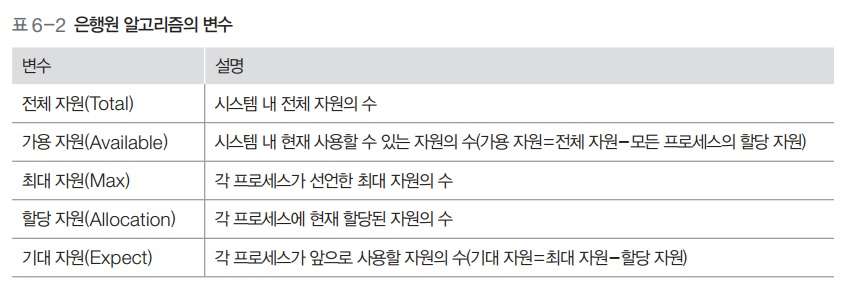 표 6-2 은행원 알고리즘의 변수
변수 설명
전체 자원(Total) 시스템 내 전체 자원의 수
가용 자원(Available) 시스템 내 현재 사용할 수 있는 자원의 수(가용 자원=전체 자원-모든 프로세스의 할당 자원)
최대 자원(Max) 각 프로세스가 선언한 최대 자원의 수
할당 자원(Allocation) 각 프로세스에 현재 할당된 자원의 수
기대 자원(Expect) 각 프로세스가 앞으로 사용할 자원의 수(기대 자원=최대 자원-할당 자원)